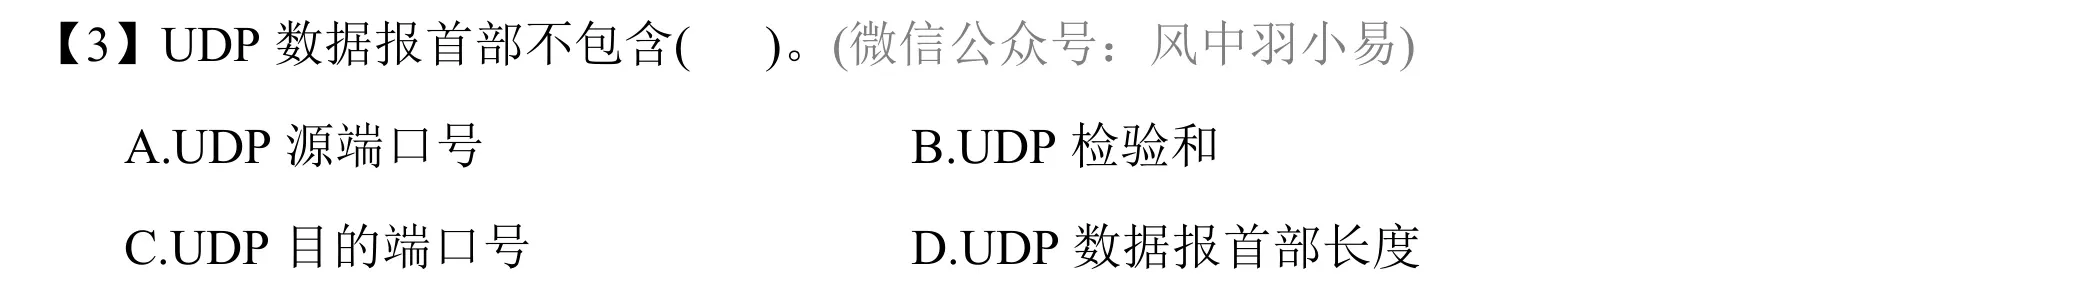 【3】UDP 数据报首部不包含(　　)。(微信公众号：风中羽小易)
A.UDP 源端口号　　B.UDP 检验和
C.UDP 目的端口号　　D.UDP 数据报首部长度